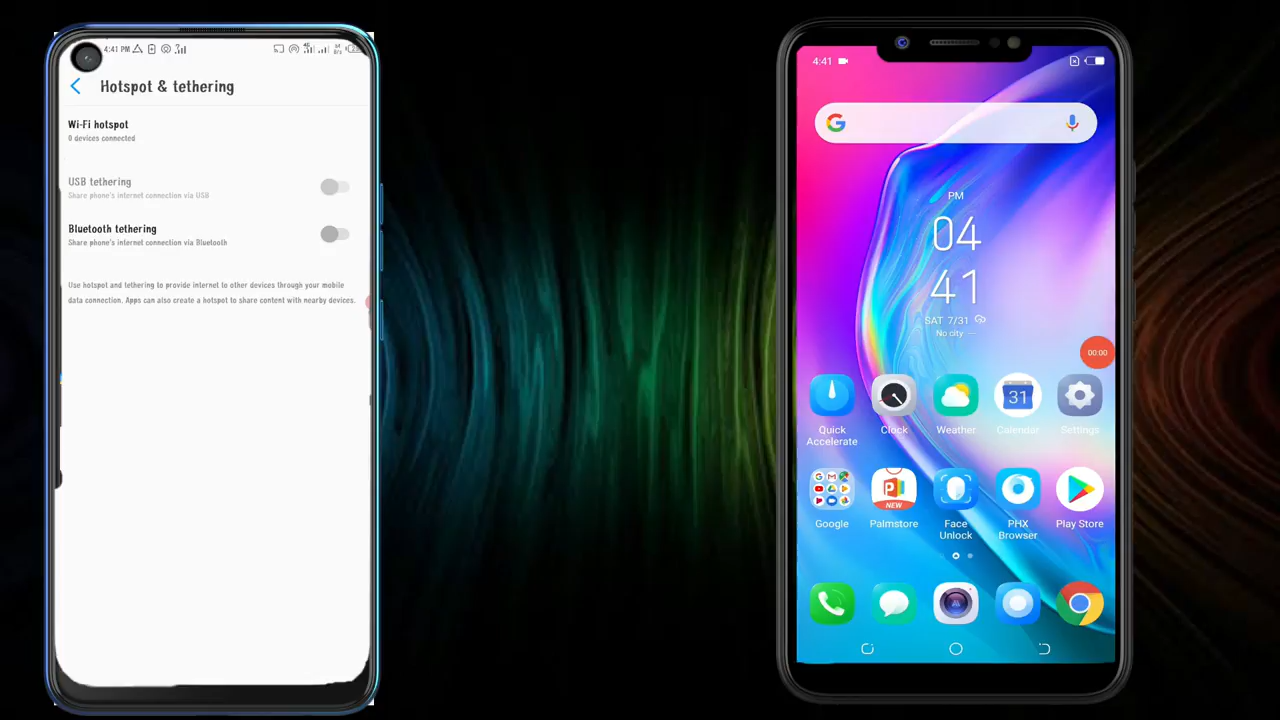 4:41 PM
Hotspot & tethering
Wi-Fi hotspot
0 devices connected
USB tethering
Share phone's internet connection via USB
Bluetooth tethering
Share phone's internet connection via Bluetooth
Use hotspot and tethering to provide internet to other devices through your mobile
data connection. Apps can also create a hotspot to share content with nearby devices.
4:41
PM
04
41
SAT 7/31
No city —
00:00
31
Quick
Accelerate
Clock
Weather
Calendar
Settings
NEW
Google
Palmstore
Face
Unlock
PHX
Browser
Play Store